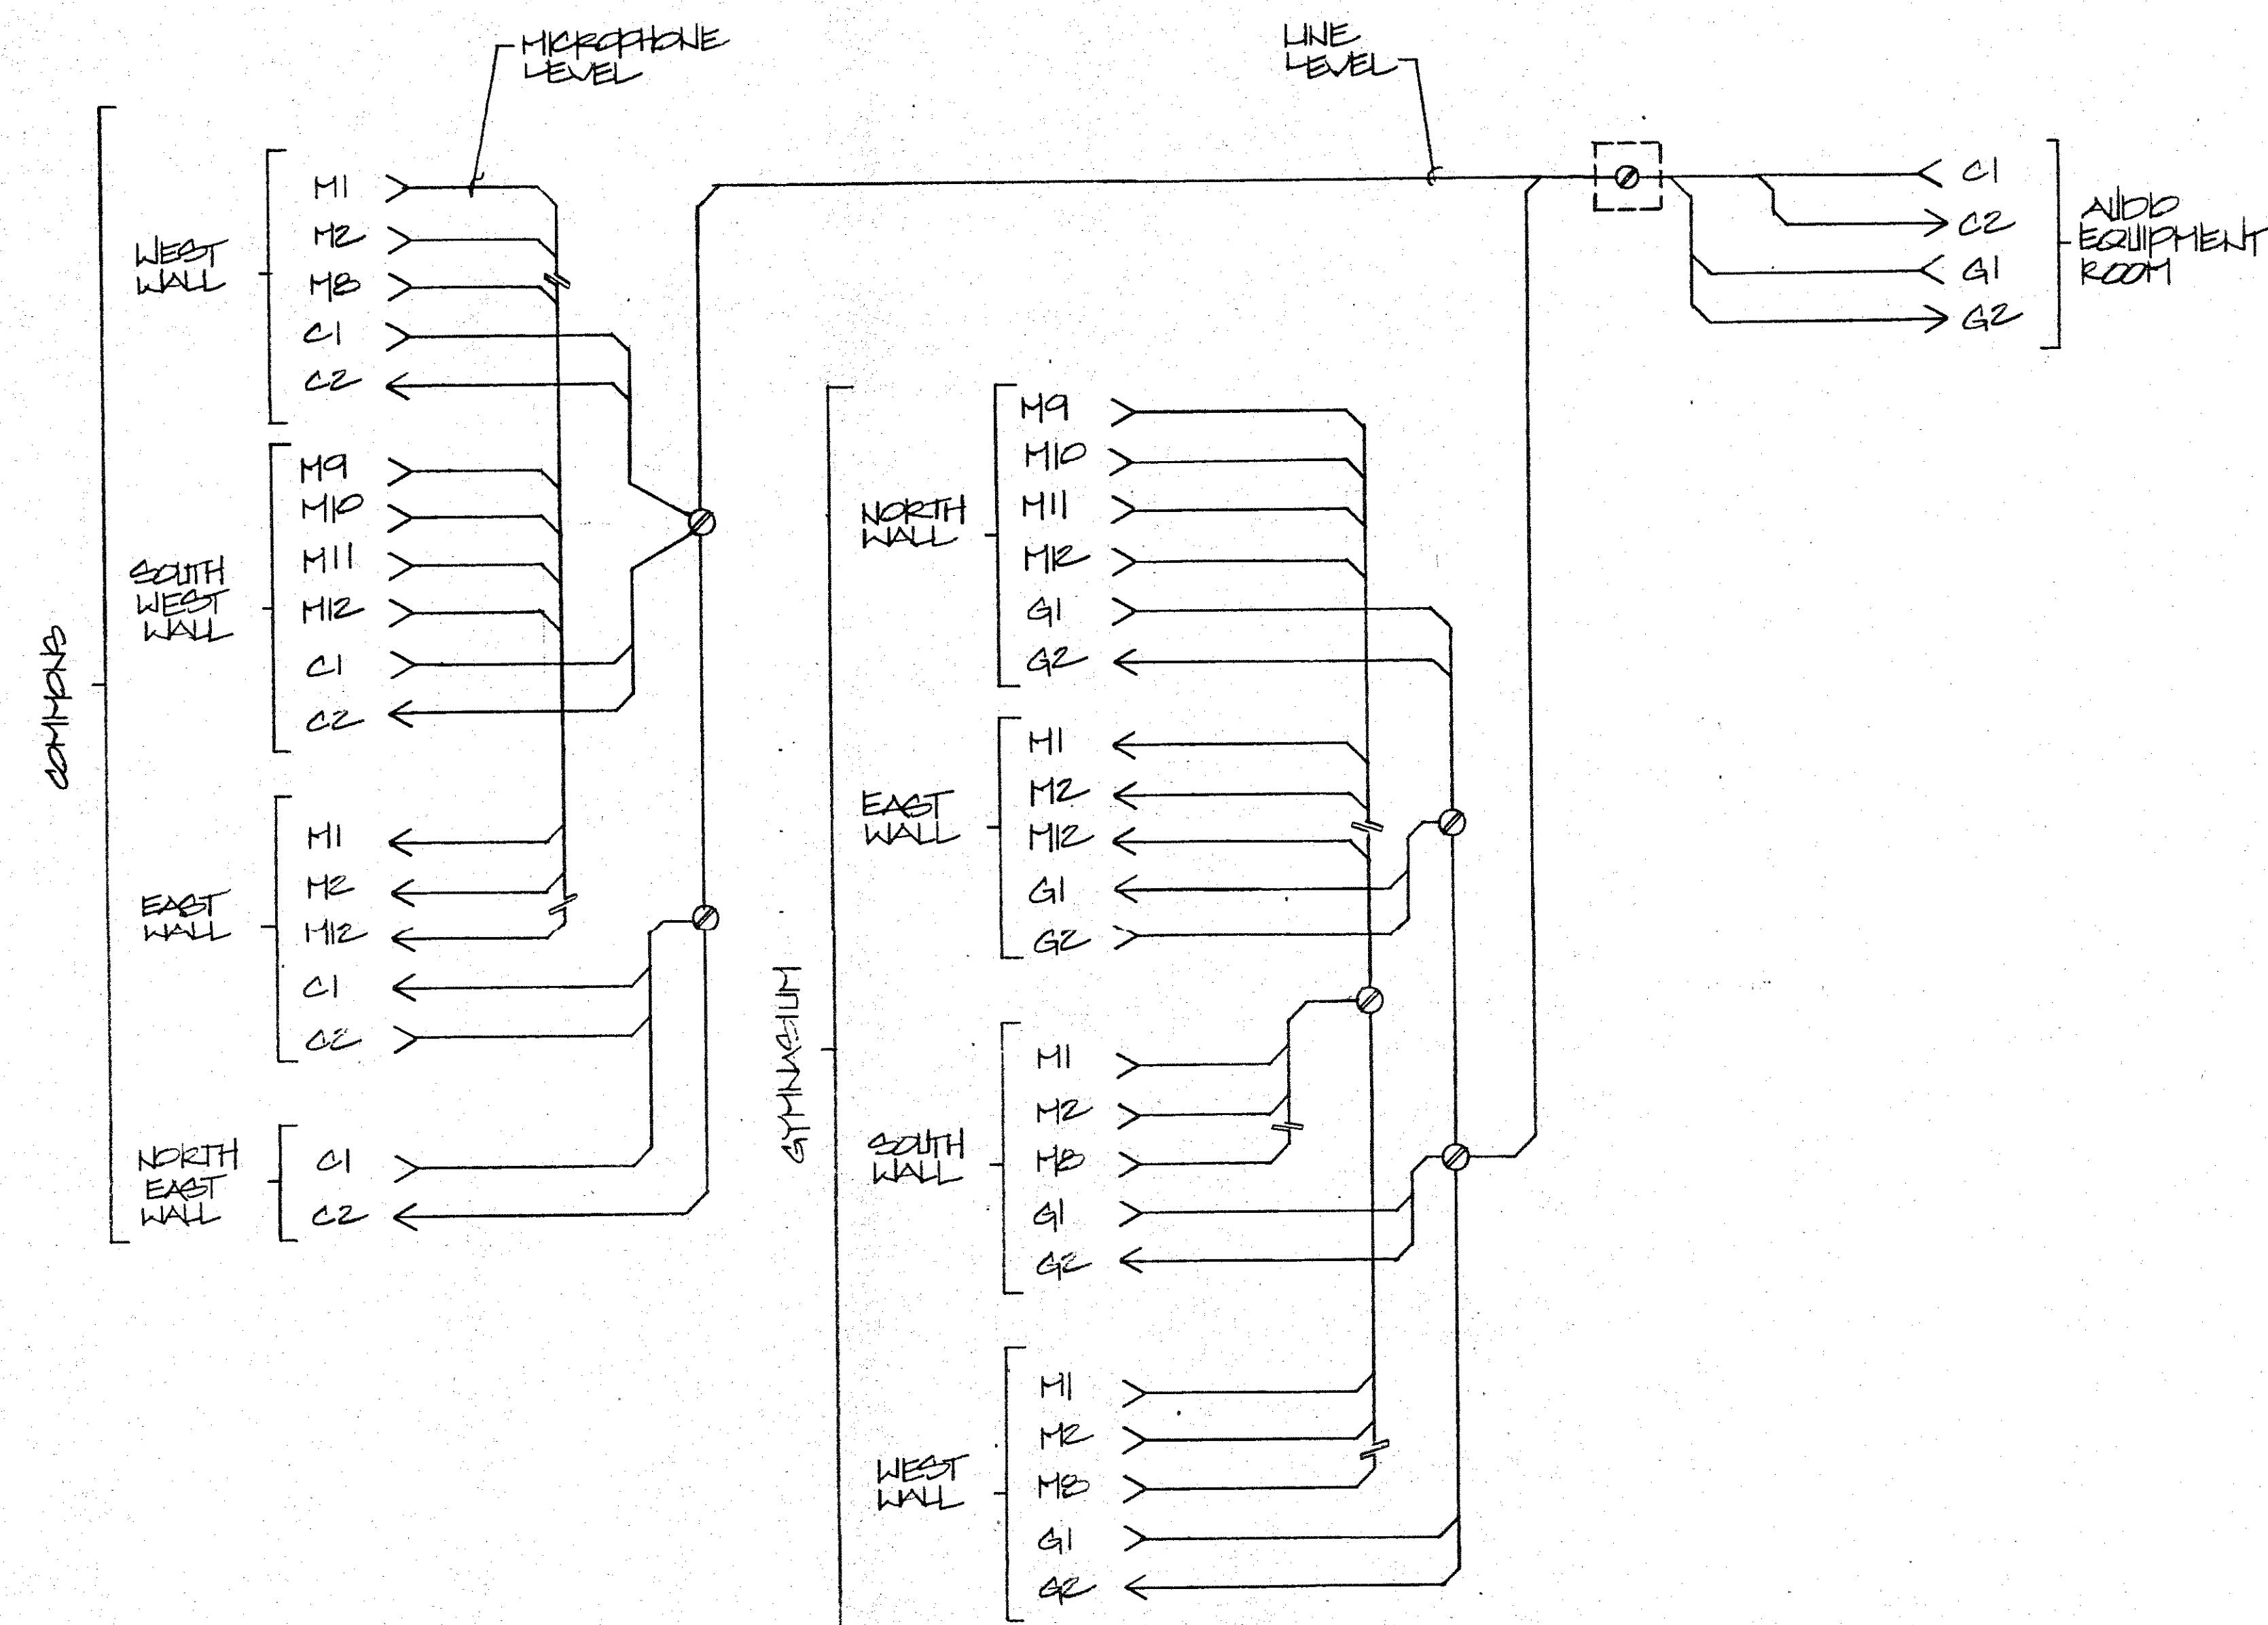 MICROPHONE
LEVEL
LINE
LEVEL
COMMONS
WEST
WALL
M1
M2
M8
C1
C2
SOUTH
WEST
WALL
M9
M10
M11
M12
C1
C2
EAST
WALL
M1
M2
M12
C1
C2
NORTH
EAST
WALL
C1
C2
GYMNASIUM
NORTH
WALL
M9
M10
M11
M12
G1
G2
EAST
WALL
M1
M2
M12
G1
G2
SOUTH
WALL
M1
M2
M8
G1
G2
WEST
WALL
M1
M2
M8
G1
G2
C1
C2
G1
G2
AUDIO
EQUIPMENT
ROOM